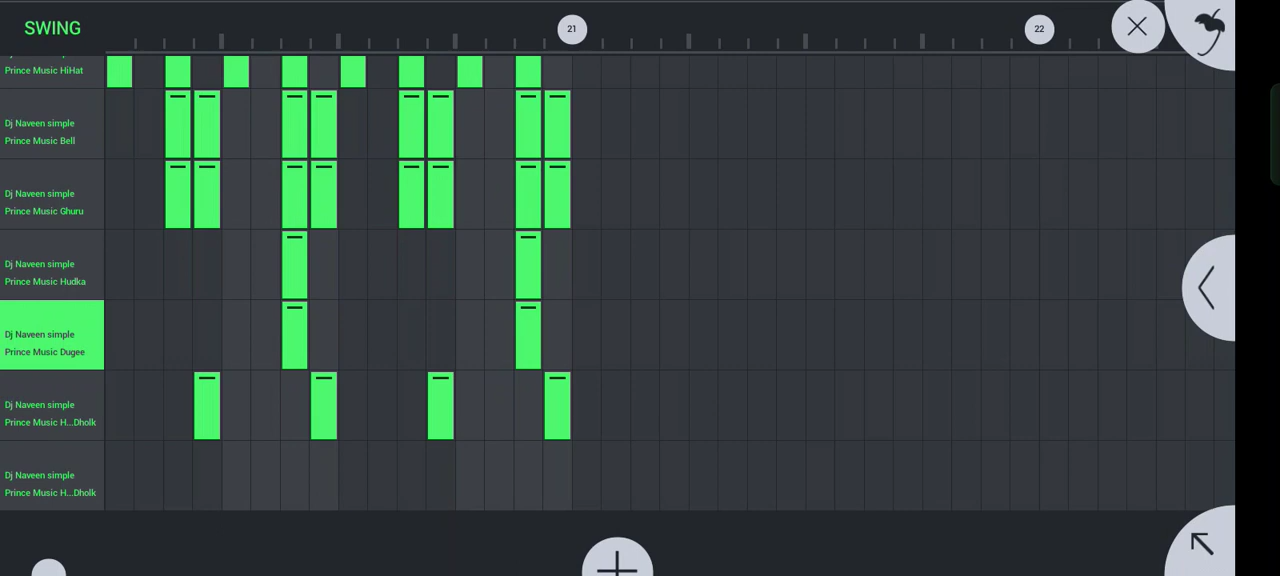 SWING
21
22
Prince Music HiHat
Dj Naveen simple
Prince Music Bell
Dj Naveen simple
Prince Music Ghuru
Dj Naveen simple
Prince Music Hudka
Dj Naveen simple
Prince Music Dugee
Dj Naveen simple
Prince Music H...Dholk
Dj Naveen simple
Prince Music H...Dholk